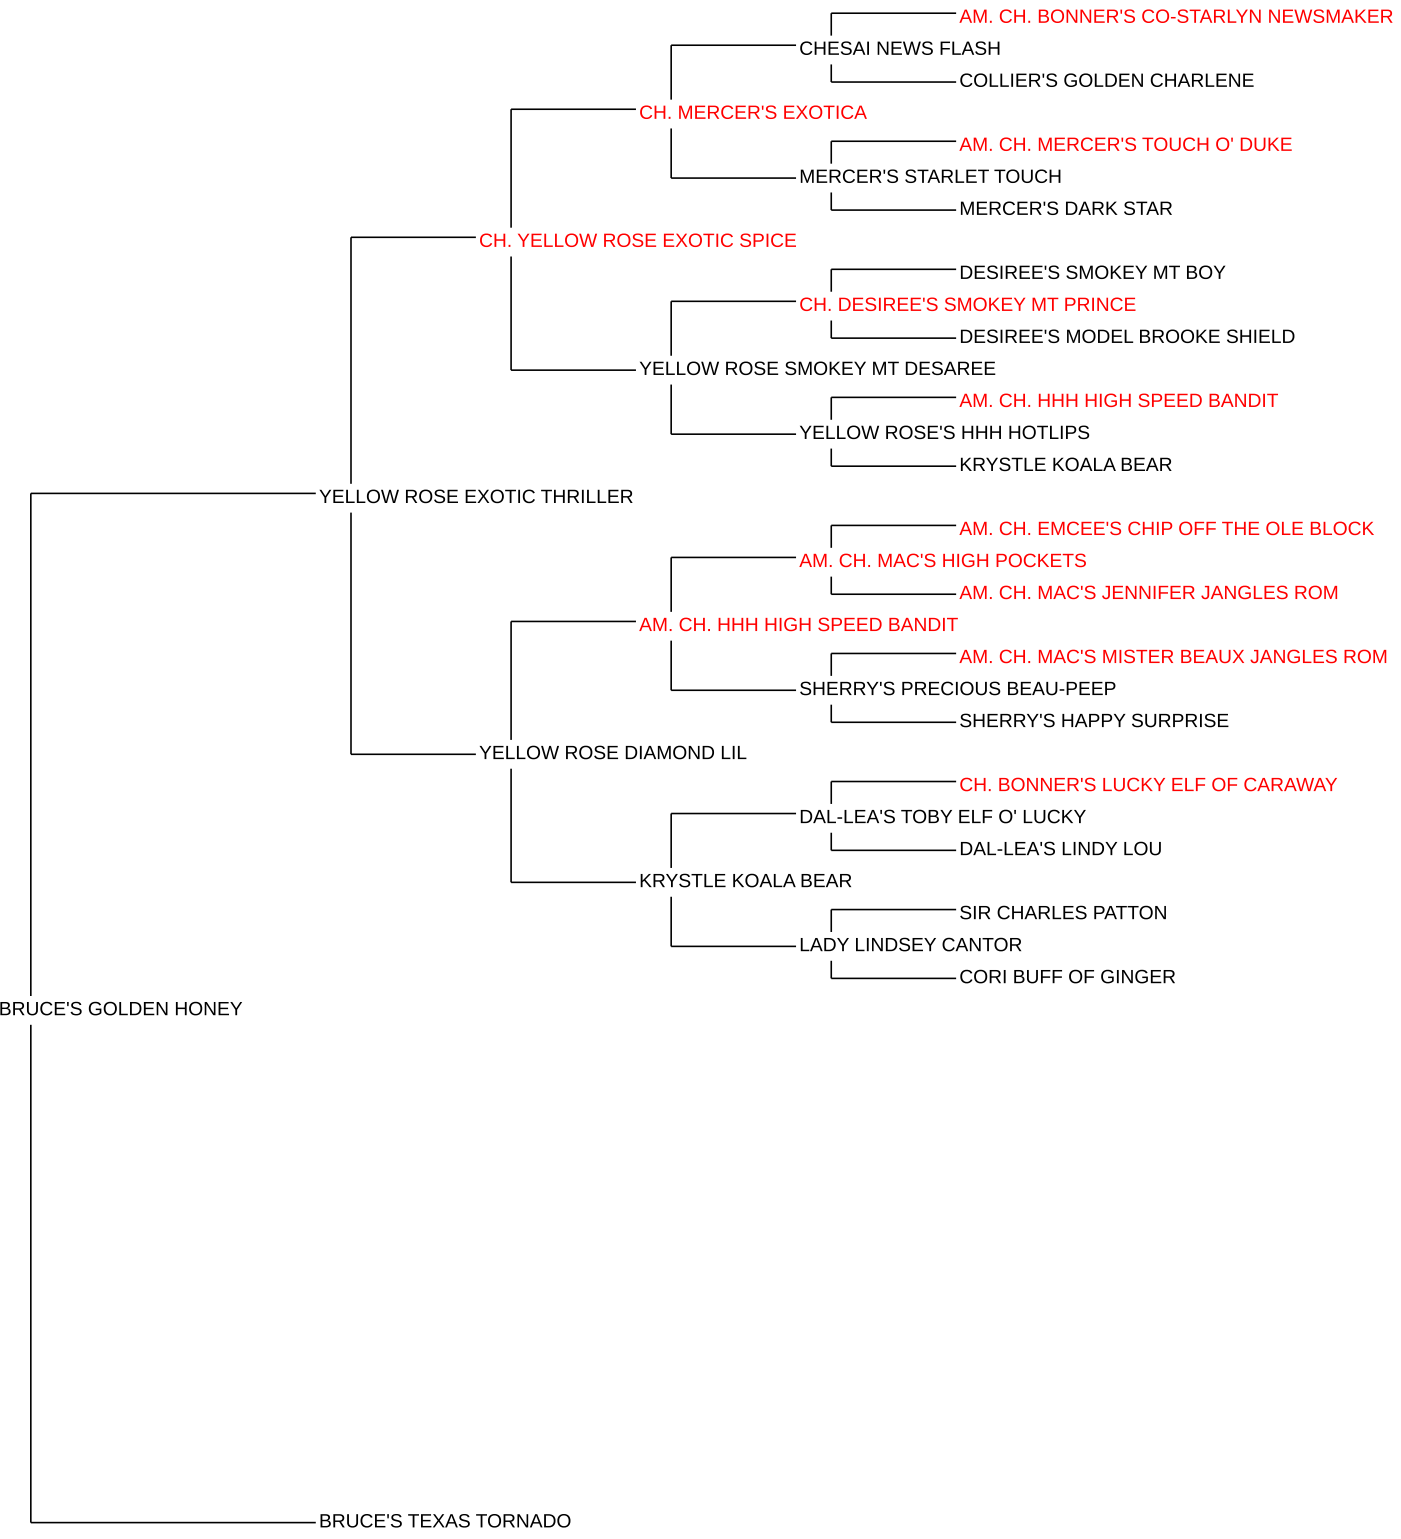 AM. CH. BONNER'S CO-STARLYN NEWSMAKER
CHESAI NEWS FLASH
COLLIER'S GOLDEN CHARLENE
CH. MERCER'S EXOTICA
AM. CH. MERCER'S TOUCH O' DUKE
MERCER'S STARLET TOUCH
MERCER'S DARK STAR
CH. YELLOW ROSE EXOTIC SPICE
DESIREE'S SMOKEY MT BOY
CH. DESIREE'S SMOKEY MT PRINCE
DESIREE'S MODEL BROOKE SHIELD
YELLOW ROSE SMOKEY MT DESAREE
AM. CH. HHH HIGH SPEED BANDIT
YELLOW ROSE'S HHH HOTLIPS
KRYSTLE KOALA BEAR
YELLOW ROSE EXOTIC THRILLER
AM. CH. EMCEE'S CHIP OFF THE OLE BLOCK
AM. CH. MAC'S HIGH POCKETS
AM. CH. MAC'S JENNIFER JANGLES ROM
AM. CH. HHH HIGH SPEED BANDIT
AM. CH. MAC'S MISTER BEAUX JANGLES ROM
SHERRY'S PRECIOUS BEAU-PEEP
SHERRY'S HAPPY SURPRISE
YELLOW ROSE DIAMOND LIL
CH. BONNER'S LUCKY ELF OF CARAWAY
DAL-LEA'S TOBY ELF O' LUCKY
DAL-LEA'S LINDY LOU
KRYSTLE KOALA BEAR
SIR CHARLES PATTON
LADY LINDSEY CANTOR
CORI BUFF OF GINGER
BRUCE'S GOLDEN HONEY
BRUCE'S TEXAS TORNADO